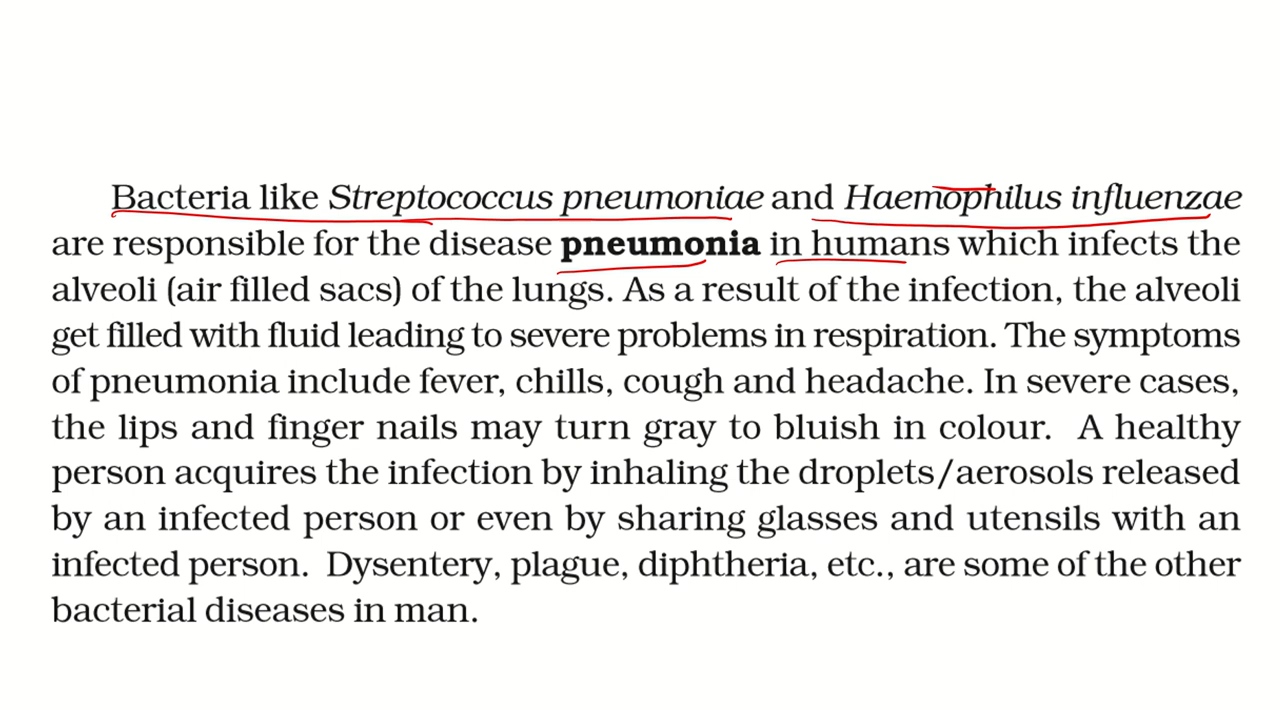 Bacteria like Streptococcus pneumoniae and Haemophilus influenzae
are responsible for the disease pneumonia in humans which infects the
alveoli (air filled sacs) of the lungs. As a result of the infection, the alveoli
get filled with fluid leading to severe problems in respiration. The symptoms
of pneumonia include fever, chills, cough and headache. In severe cases,
the lips and finger nails may turn gray to bluish in colour. A healthy
person acquires the infection by inhaling the droplets/aerosols released
by an infected person or even by sharing glasses and utensils with an
infected person. Dysentery, plague, diphtheria, etc., are some of the other
bacterial diseases in man.